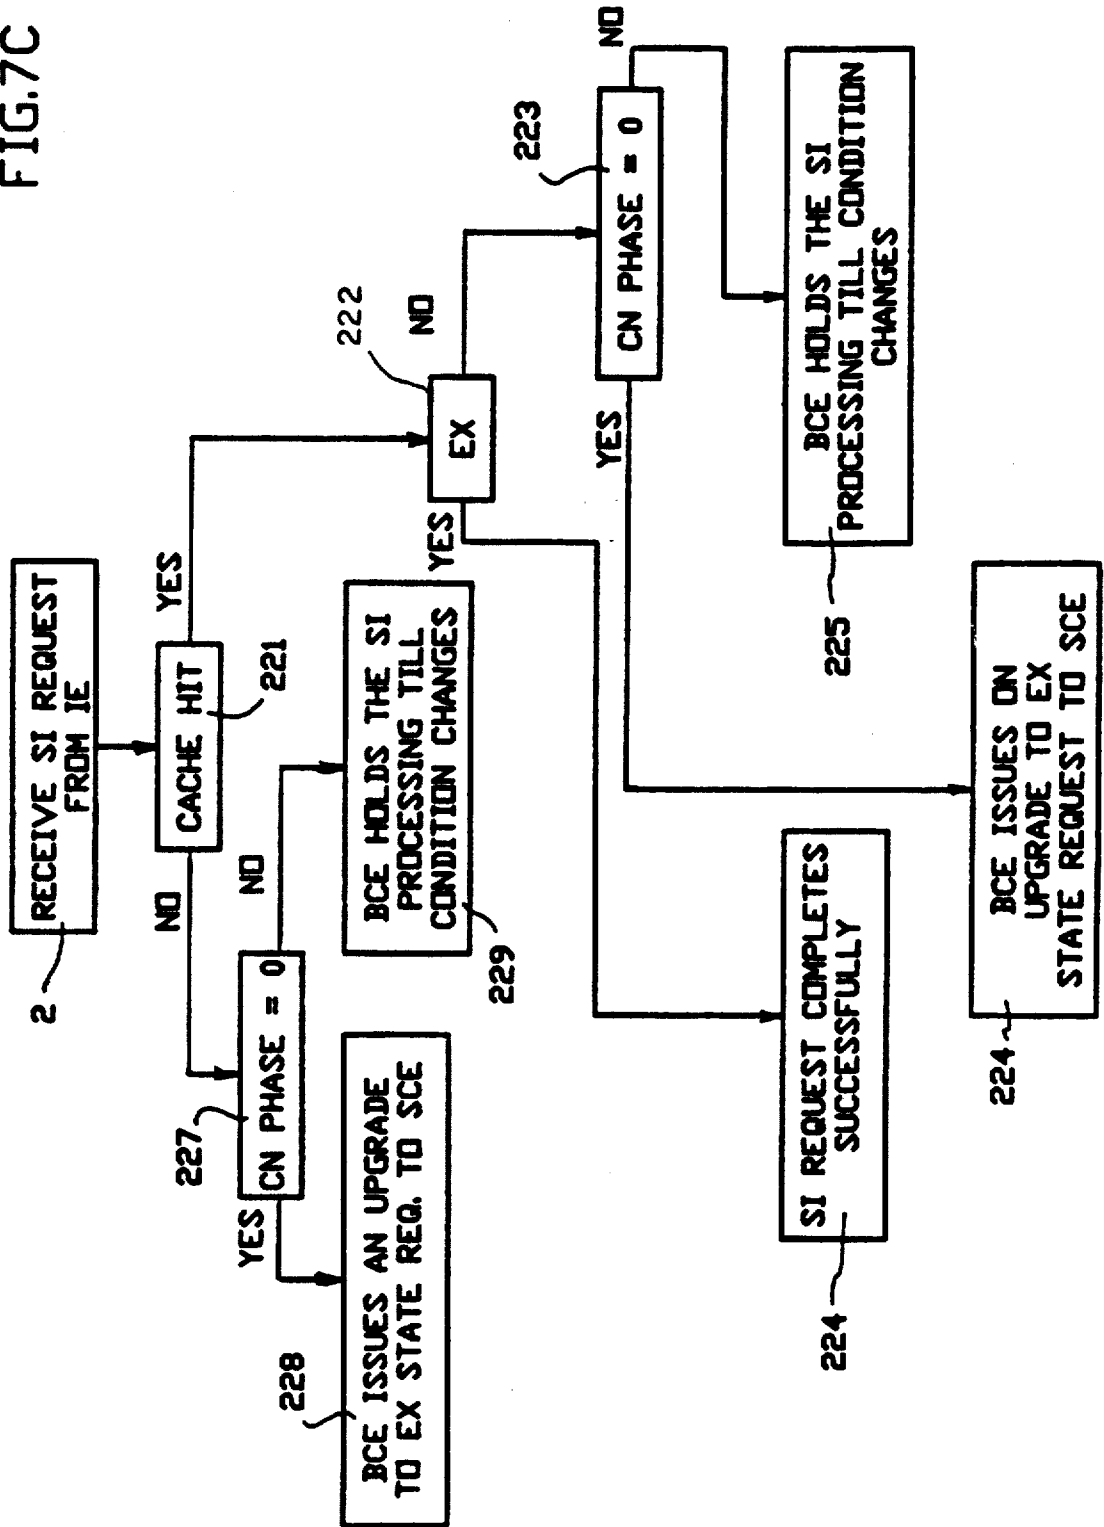 FIG.7C
2
RECEIVE SI REQUEST
FROM IE
CACHE HIT
221
NO
YES
227
CN PHASE = 0
YES
NO
228
BCE ISSUES AN UPGRADE
TO EX STATE REQ. TO SCE
BCE HOLDS THE SI
PROCESSING TILL
CONDITION CHANGES
229
222
EX
YES
NO
223
CN PHASE = 0
YES
NO
SI REQUEST COMPLETES
SUCCESSFULLY
224
BCE HOLDS THE SI
PROCESSING TILL CONDITION
CHANGES
225
BCE ISSUES ON
UPGRADE TO EX
STATE REQUEST TO SCE
224